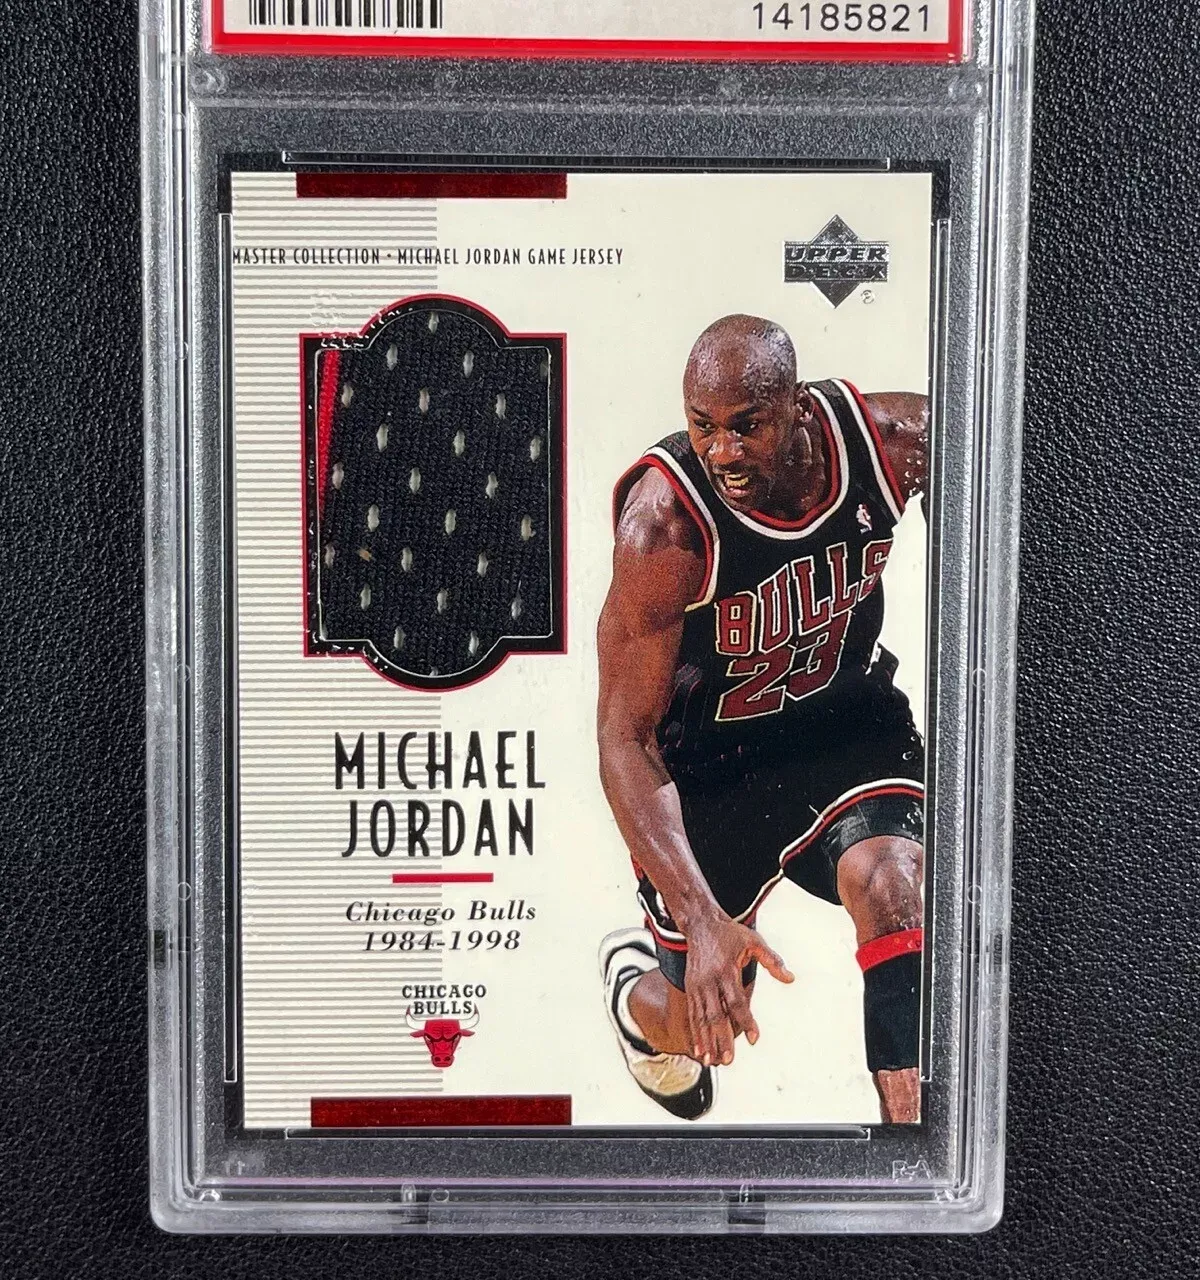 14185821
MASTER COLLECTION • MICHAEL JORDAN GAME JERSEY
UPPER
DECK
®
BULLS
23
MICHAEL
JORDAN
Chicago Bulls
1984-1998
CHICAGO
BULLS
PSA